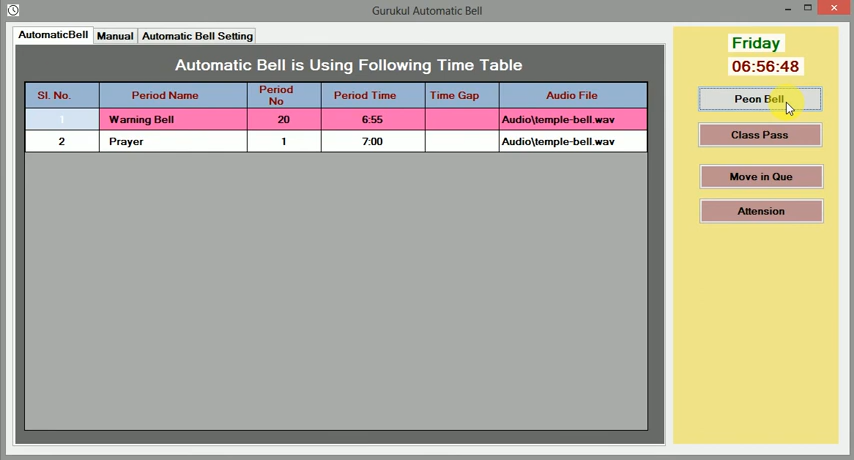 Gurukul Automatic Bell
AutomaticBell Manual Automatic Bell Setting
Automatic Bell is Using Following Time Table
Sl. No. Period Name Period No Period Time Time Gap Audio File
1 Warning Bell 20 6:55 Audio\temple-bell.wav
2 Prayer 1 7:00 Audio\temple-bell.wav
Friday
06:56:48
Peon Bell
Class Pass
Move in Que
Attension